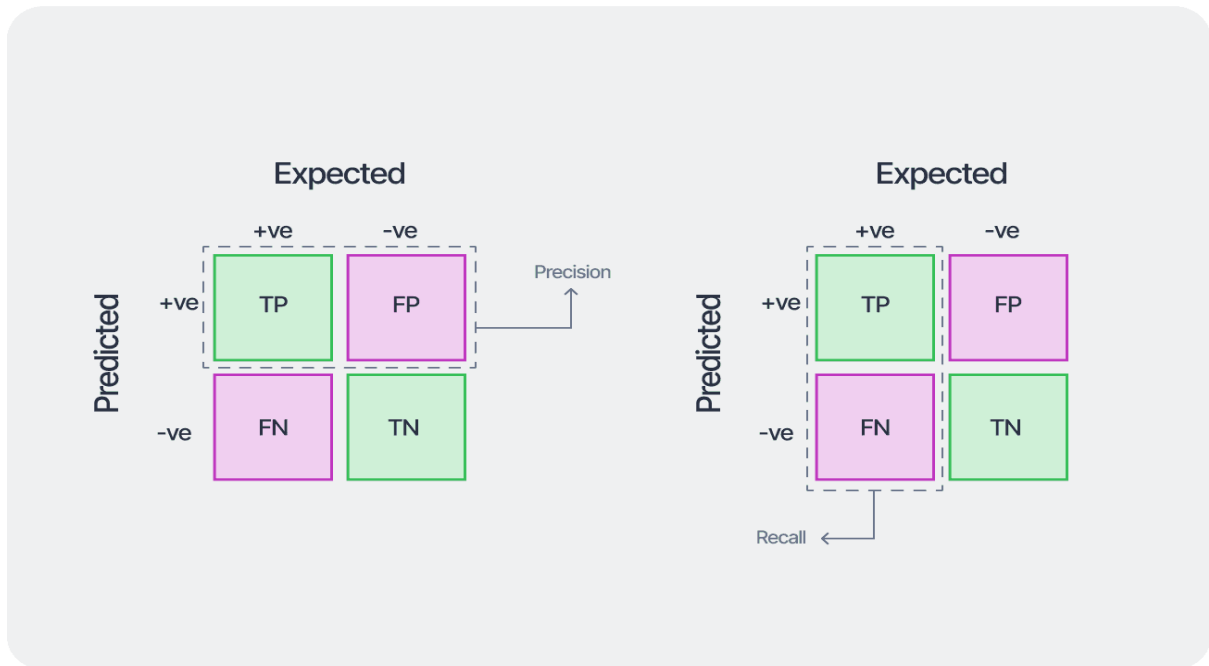 Expected
+ve -ve
Precision
Predicted
+ve
TP FP
-ve
FN TN
Expected
+ve -ve
Predicted
+ve
TP FP
-ve
FN TN
Recall